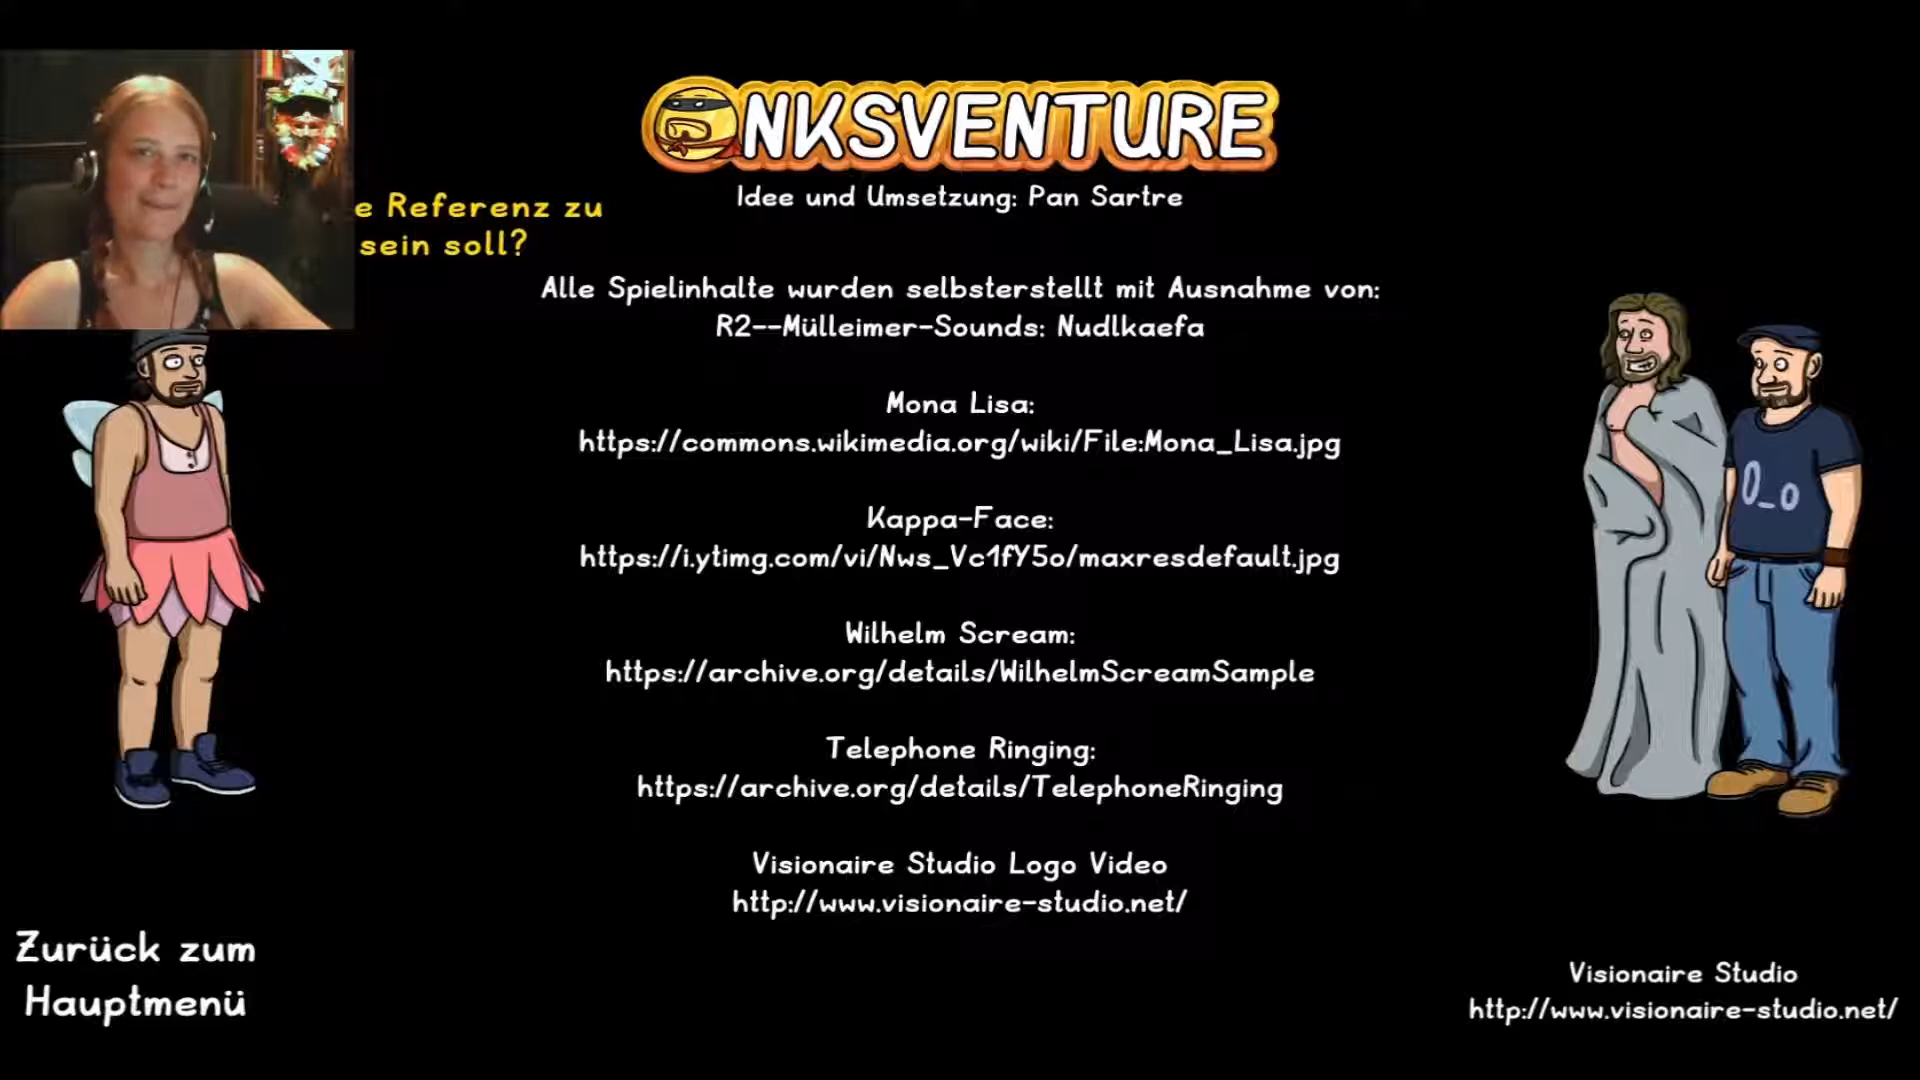 ONKSVENTURE
Idee und Umsetzung: Pan Sartre
e Referenz zu
sein soll?
Alle Spielinhalte wurden selbsterstellt mit Ausnahme von:
R2--Mülleimer-Sounds: Nudlkaefa
Mona Lisa:
https://commons.wikimedia.org/wiki/File:Mona_Lisa.jpg
Kappa-Face:
https://i.ytimg.com/vi/Nws_Vc1fY5o/maxresdefault.jpg
Wilhelm Scream:
https://archive.org/details/WilhelmScreamSample
Telephone Ringing:
https://archive.org/details/TelephoneRinging
Visionaire Studio Logo Video
http://www.visionaire-studio.net/
O_o
Zurück zum
Hauptmenü
Visionaire Studio
http://www.visionaire-studio.net/